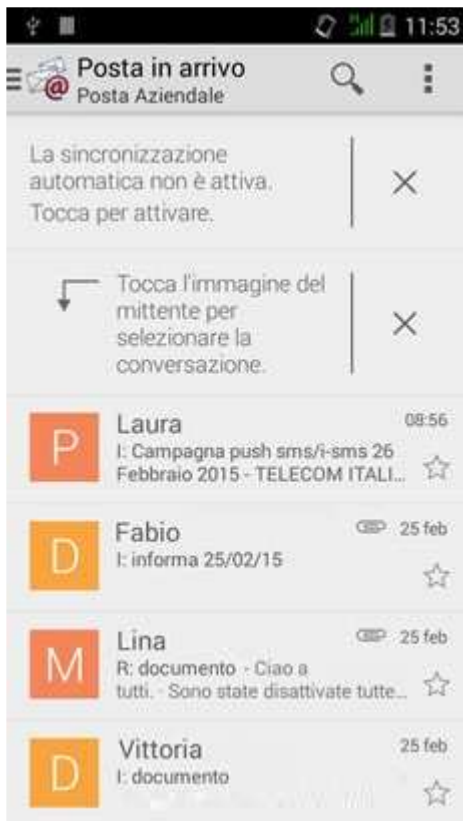 11:53
Posta in arrivo
Posta Aziendale
La sincronizzazione
automatica non è attiva.
Tocca per attivare.
Tocca l'immagine del
mittente per
selezionare la
conversazione.
P
Laura
08:56
I: Campagna push sms/i-sms 26
Febbraio 2015 - TELECOM ITALI...
D
Fabio
25 feb
I: informa 25/02/15
M
Lina
25 feb
R: documento - Ciao a
tutti. - Sono state disattivate tutte...
D
Vittoria
25 feb
I: documento